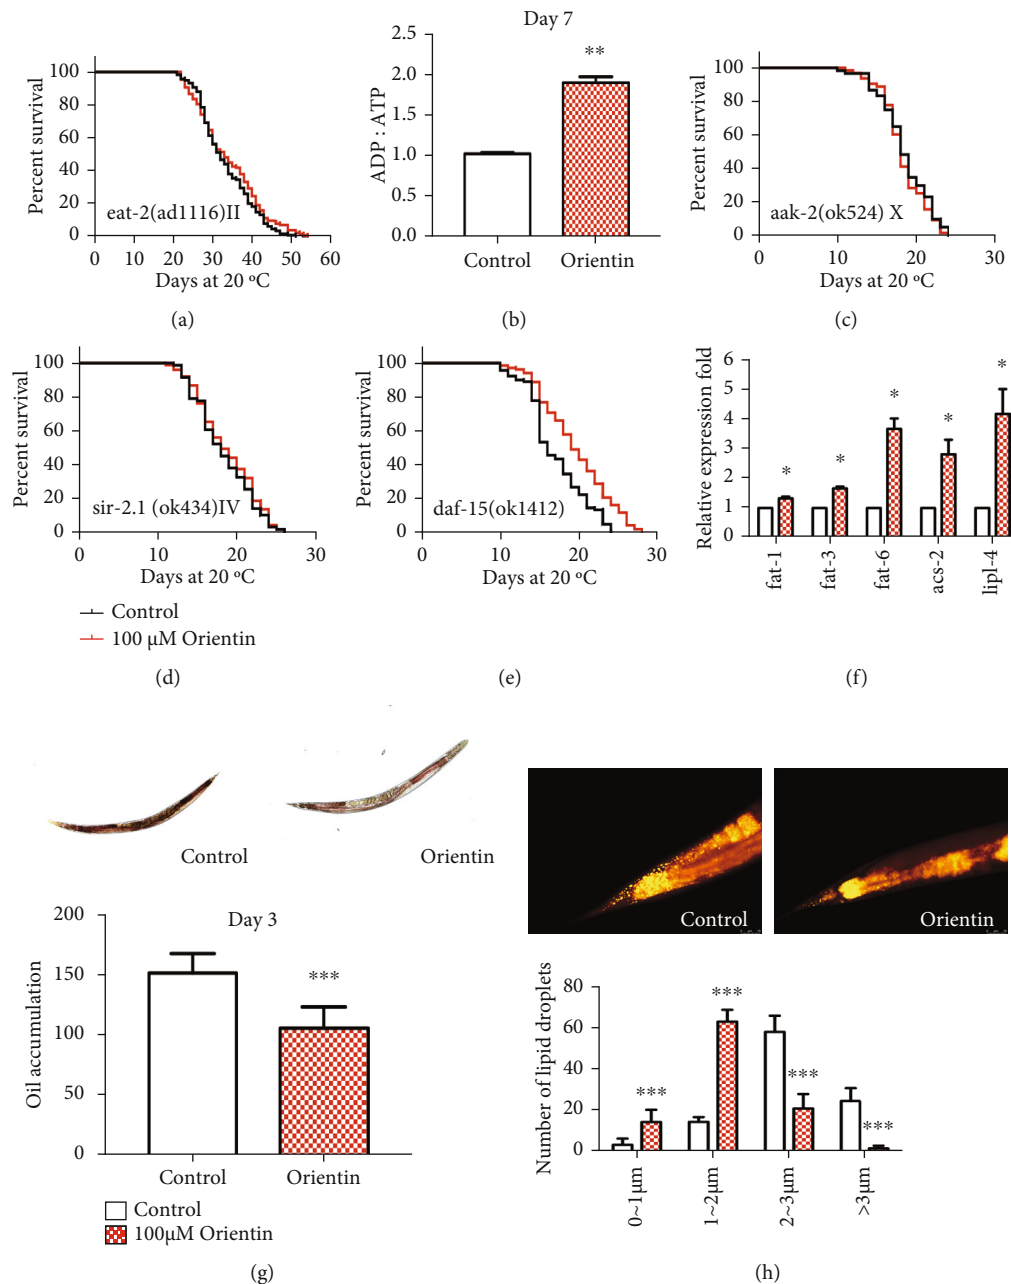 Percent survival
100
80
60
40
20
0
eat-2(ad1116)II
0 10 20 30 40 50 60
Days at 20 ºC
(a)
Day 7
ADP : ATP
2.5
2.0
1.5
1.0
0.5
0.0
**
Control Orientin
(b)
Percent survival
100
80
60
40
20
0
aak-2(ok524) X
0 10 20 30
Days at 20 ºC
(c)
Percent survival
100
80
60
40
20
0
sir-2.1 (ok434)IV
0 10 20 30
Days at 20 ºC
Control
100 μM Orientin
(d)
Percent survival
100
80
60
40
20
0
daf-15(ok1412)
0 10 20 30
Days at 20 ºC
(e)
Relative expression fold
6
5
4
3
2
1
0
* * * * *
fat-1 fat-3 fat-6 acs-2 lipl-4
(f)
Control Orientin
Oil accumulation
200
150
100
50
0
Day 3
***
Control Orientin
Control
100μM Orientin
(g)
Control Orientin
Number of lipid droplets
80
60
40
20
0
*** *** *** ***
0~1μm 1~2μm 2~3μm >3μm
(h)